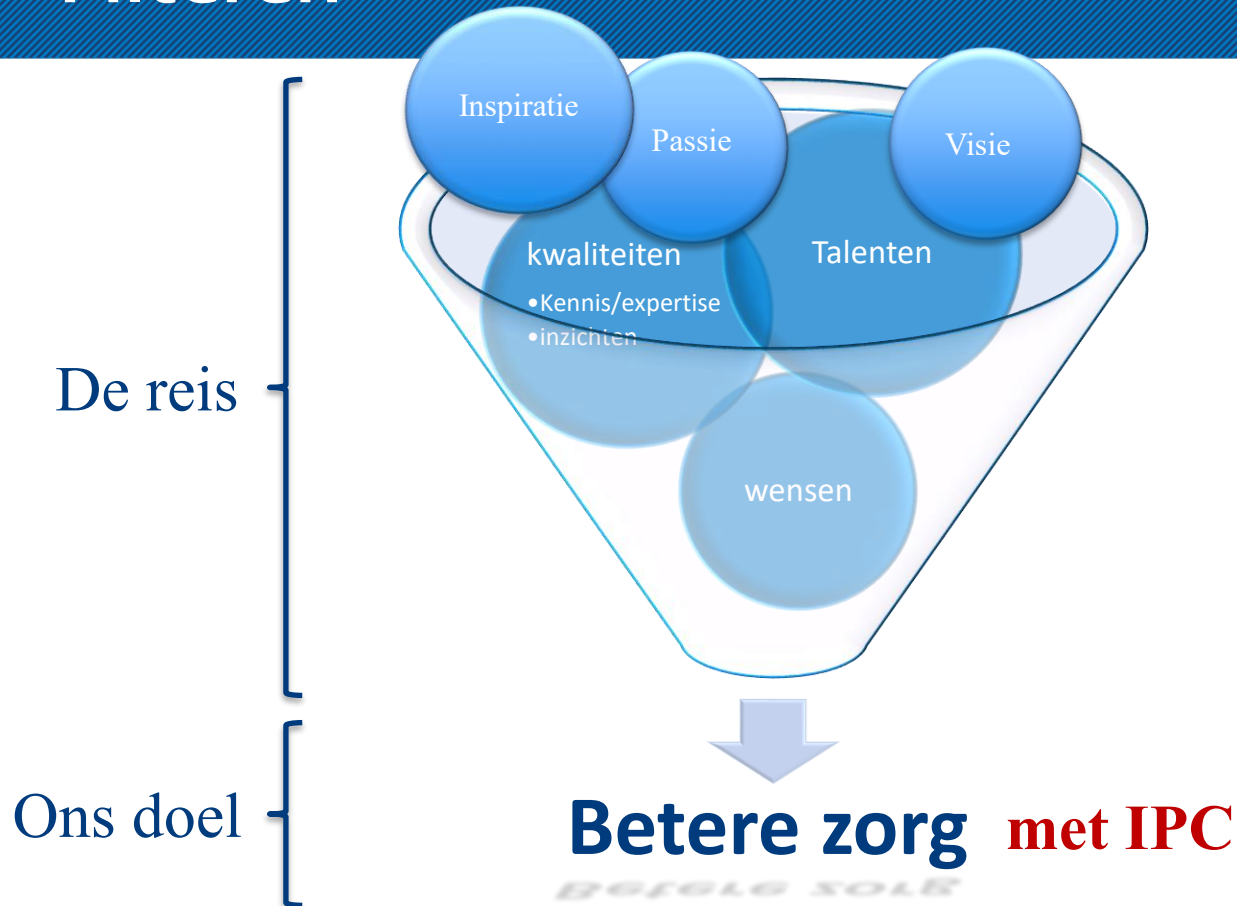 Inspiratie
Passie
Visie
kwaliteiten
Talenten
•Kennis/expertise
•inzichten
De reis
wensen
Ons doel
Betere zorg met IPC